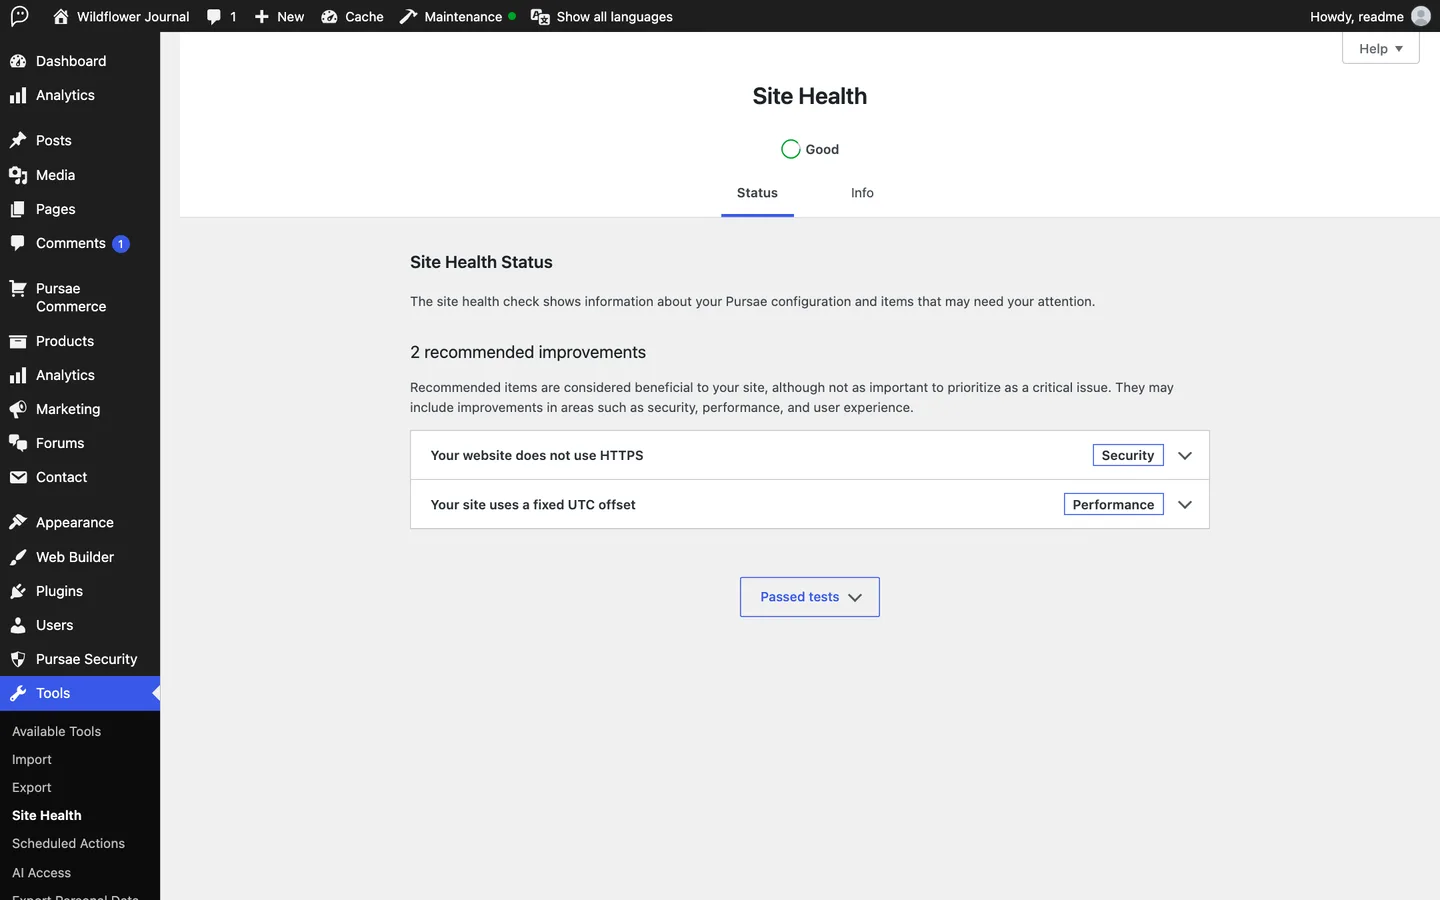 Wildflower Journal
1
New
Cache
Maintenance
Show all languages
Howdy, readme
Dashboard
Analytics
Posts
Media
Pages
Comments 1
Pursae
Commerce
Products
Analytics
Marketing
Forums
Contact
Appearance
Web Builder
Plugins
Users
Pursae Security
Tools
Available Tools
Import
Export
Site Health
Scheduled Actions
AI Access
Export Personal Data
Help
Site Health
Good
Status
Info
Site Health Status
The site health check shows information about your Pursae configuration and items that may need your attention.
2 recommended improvements
Recommended items are considered beneficial to your site, although not as important to prioritize as a critical issue. They may
include improvements in areas such as security, performance, and user experience.
Your website does not use HTTPS
Security
Your site uses a fixed UTC offset
Performance
Passed tests